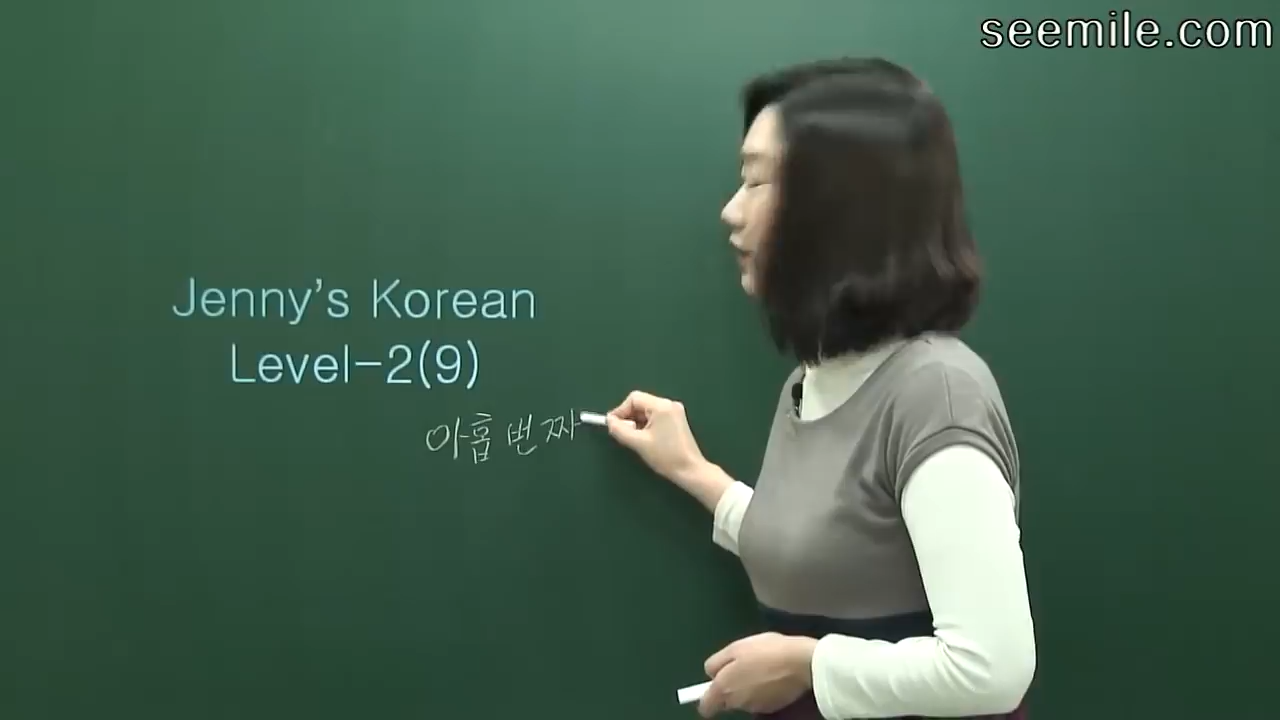 seemile.com
Jenny's Korean
Level-2(9)
아홉 번 째